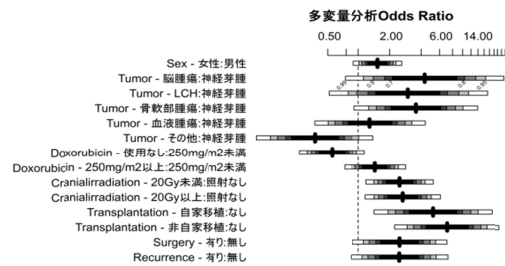 多変量分析Odds Ratio
0.50 2.00 6.00 14.00
Sex - 女性:男性
Tumor - 脳腫瘍:神経芽腫
Tumor - LCH:神経芽腫
Tumor - 骨軟部腫瘍:神経芽腫
Tumor - 血液腫瘍:神経芽腫
Tumor - その他:神経芽腫
Doxorubicin - 使用なし:250mg/m2未満
Doxorubicin - 250mg/m2以上:250mg/m2未満
Cranialirradiation - 20Gy未満:照射なし
Cranialirradiation - 20Gy以上:照射なし
Transplantation - 自家移植:なし
Transplantation - 非自家移植:なし
Surgery - 有り:無し
Recurrence - 有り:無し